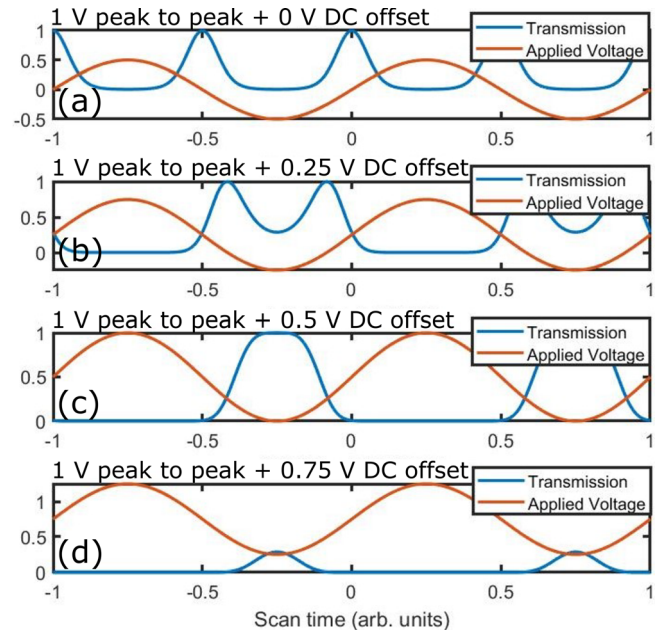 1 V peak to peak + 0 V DC offset
1
0.5
0
-0.5
(a)
Transmission
Applied Voltage
-1
-0.5
0
0.5
1
1 V peak to peak + 0.25 V DC offset
1
0.5
0
(b)
Transmission
Applied Voltage
-1
-0.5
0
0.5
1
1 V peak to peak + 0.5 V DC offset
1
0.5
0
(c)
Transmission
Applied Voltage
-1
-0.5
0
0.5
1
1 V peak to peak + 0.75 V DC offset
1
0.5
0
(d)
Transmission
Applied Voltage
-1
-0.5
0
0.5
1
Scan time (arb. units)